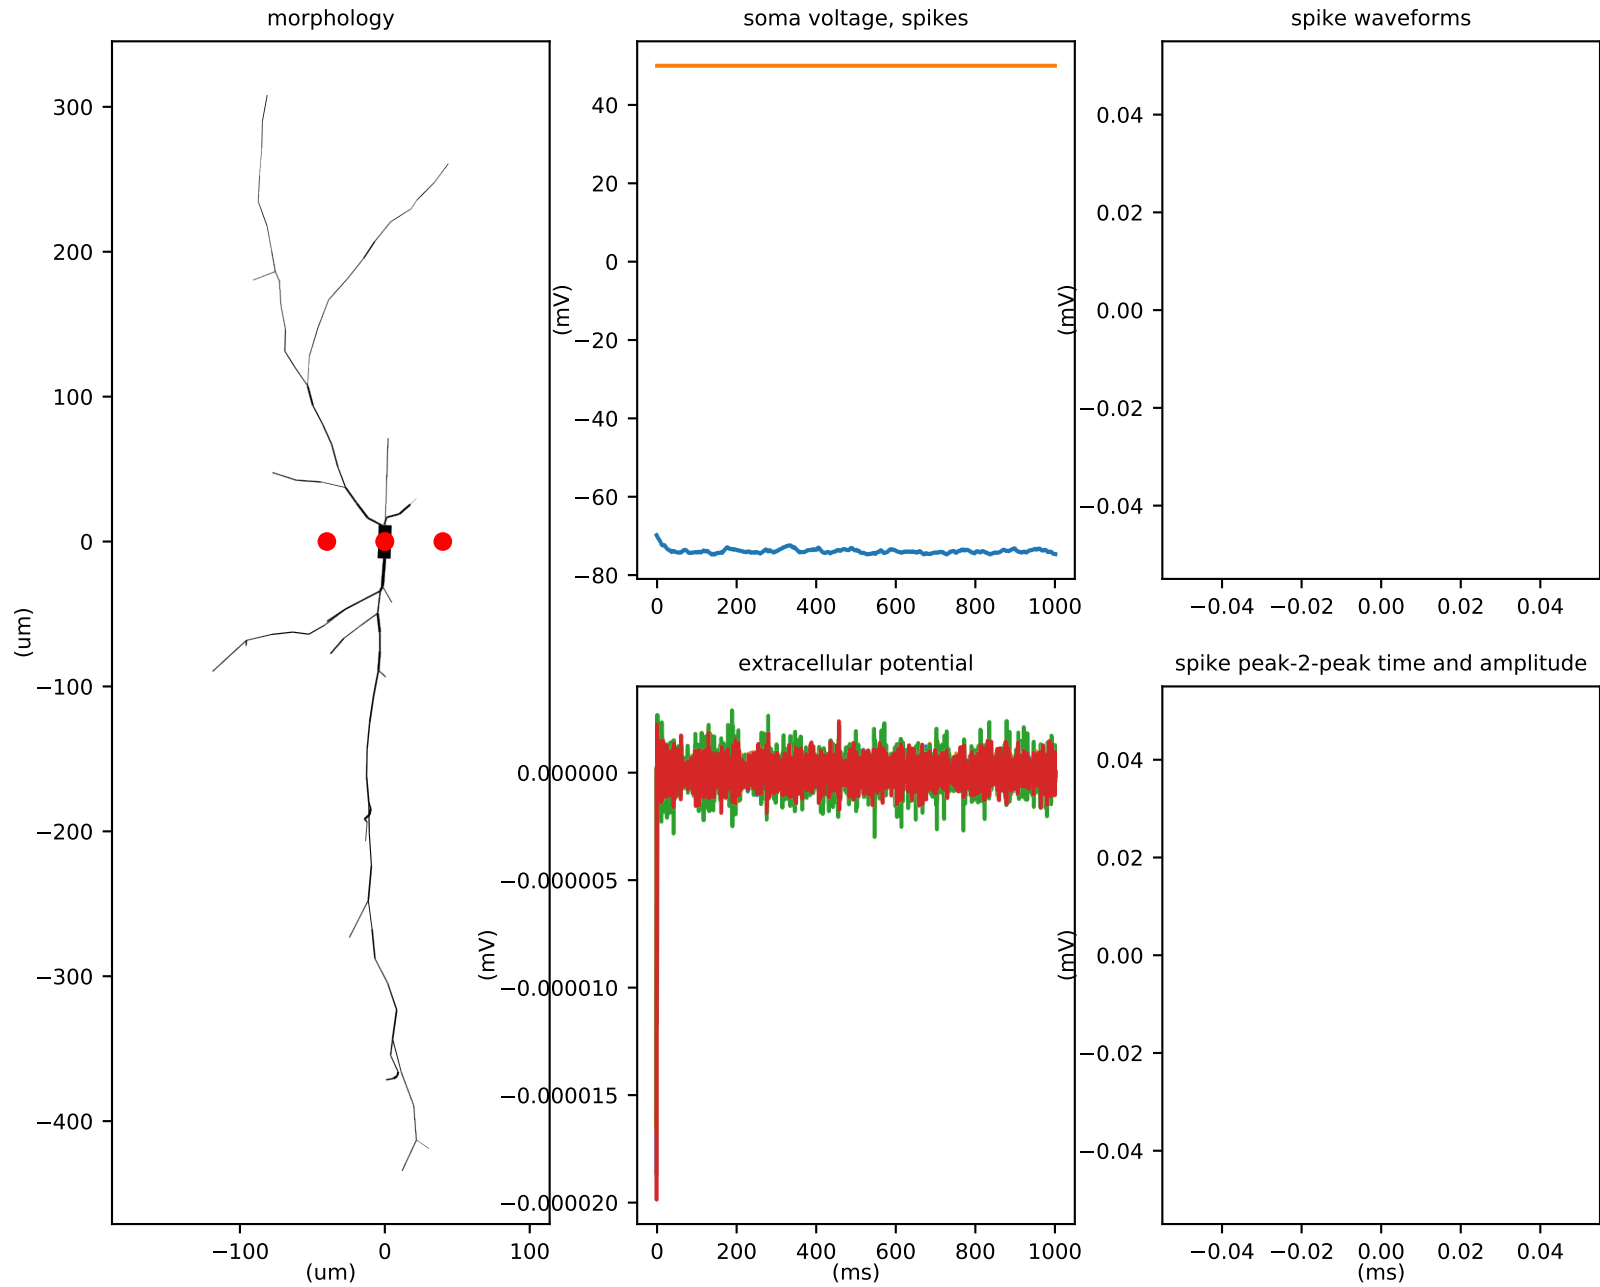 morphology
300
200
100
0
−100
−200
−300
−400
(um)
−100 0 100
(um)
soma voltage, spikes
40
20
0
−20
−40
−60
−80
(mV)
0 200 400 600 800 1000
spike waveforms
0.04
0.02
0.00
−0.02
−0.04
(mV)
−0.04 −0.02 0.00 0.02 0.04
extracellular potential
0.000000
−0.000005
−0.000010
−0.000015
−0.000020
(mV)
0 200 400 600 800 1000
(ms)
spike peak-2-peak time and amplitude
0.04
0.02
0.00
−0.02
−0.04
(mV)
−0.04 −0.02 0.00 0.02 0.04
(ms)